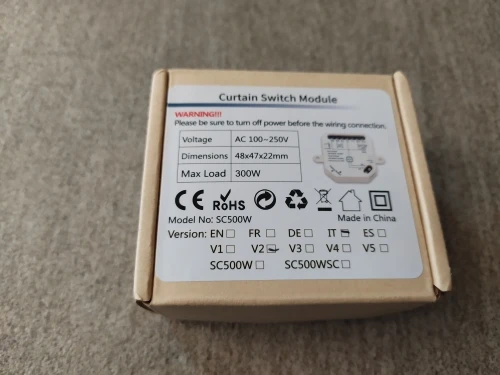 Curtain Switch Module
WARNING!!!
Please be sure to turn off power before the wiring connection.
Voltage AC 100~250V
Dimensions 48x47x22mm
Max Load 300W
CE RoHS
Model No: SC500W Made in China
Version: EN☐ FR ☐ DE☐ IT☑ ES☐
V1☐ V2☑ V3☐ V4☐ V5☐
SC500W☐ SC500WSC☐